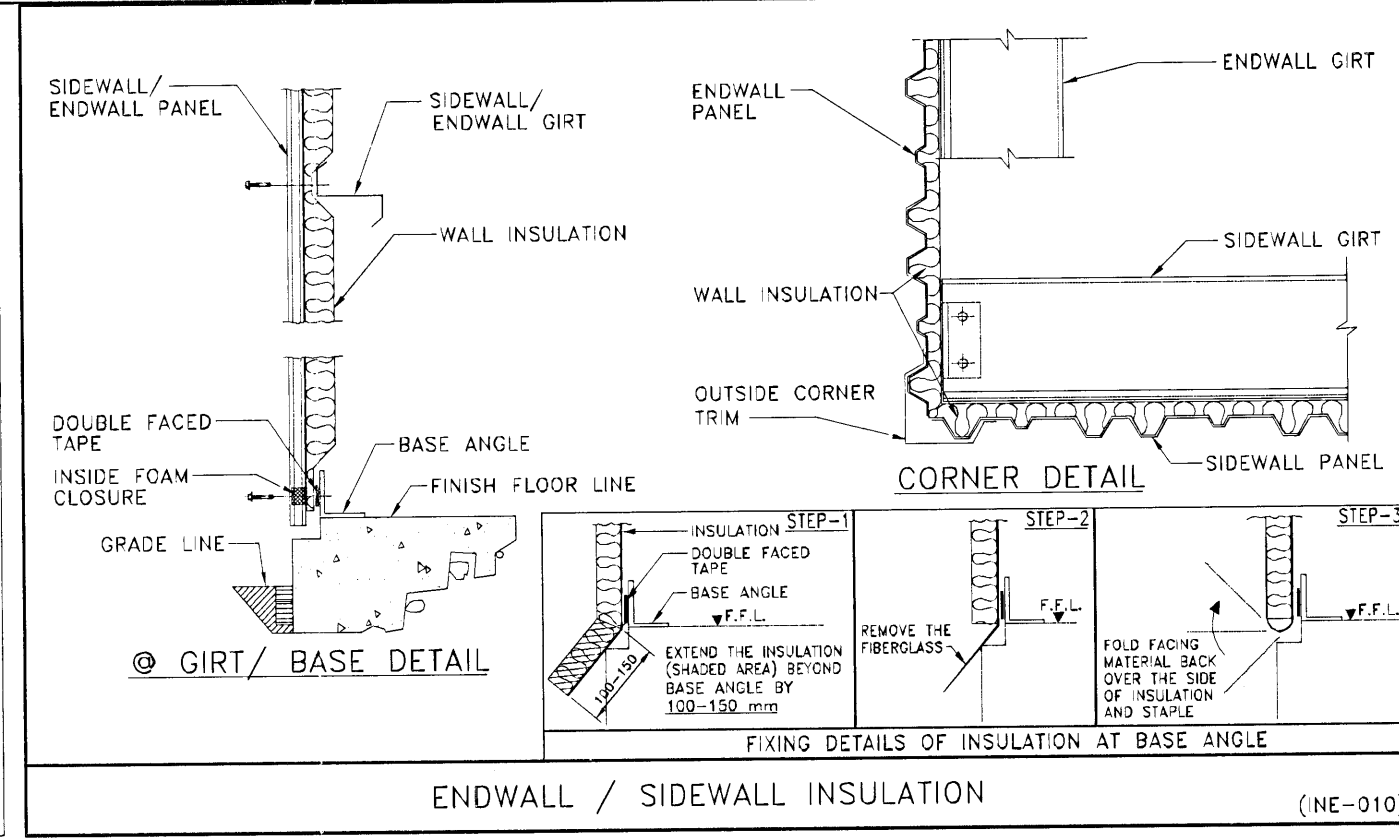 SIDEWALL/
ENDWALL PANEL
SIDEWALL/
ENDWALL GIRT
WALL INSULATION
DOUBLE FACED
TAPE
INSIDE FOAM
CLOSURE
BASE ANGLE
FINISH FLOOR LINE
GRADE LINE
@ GIRT/ BASE DETAIL
ENDWALL
PANEL
ENDWALL GIRT
SIDEWALL GIRT
WALL INSULATION
OUTSIDE CORNER
TRIM
SIDEWALL PANEL
CORNER DETAIL
STEP-1
INSULATION
DOUBLE FACED
TAPE
BASE ANGLE
F.F.L.
EXTEND THE INSULATION
(SHADED AREA) BEYOND
BASE ANGLE BY
100-150 mm
100-150
STEP-2
F.F.L.
REMOVE THE
FIBERGLASS
STEP-3
F.F.L.
FOLD FACING
MATERIAL BACK
OVER THE SIDE
OF INSULATION
AND STAPLE
FIXING DETAILS OF INSULATION AT BASE ANGLE
ENDWALL / SIDEWALL INSULATION
(INE-010)